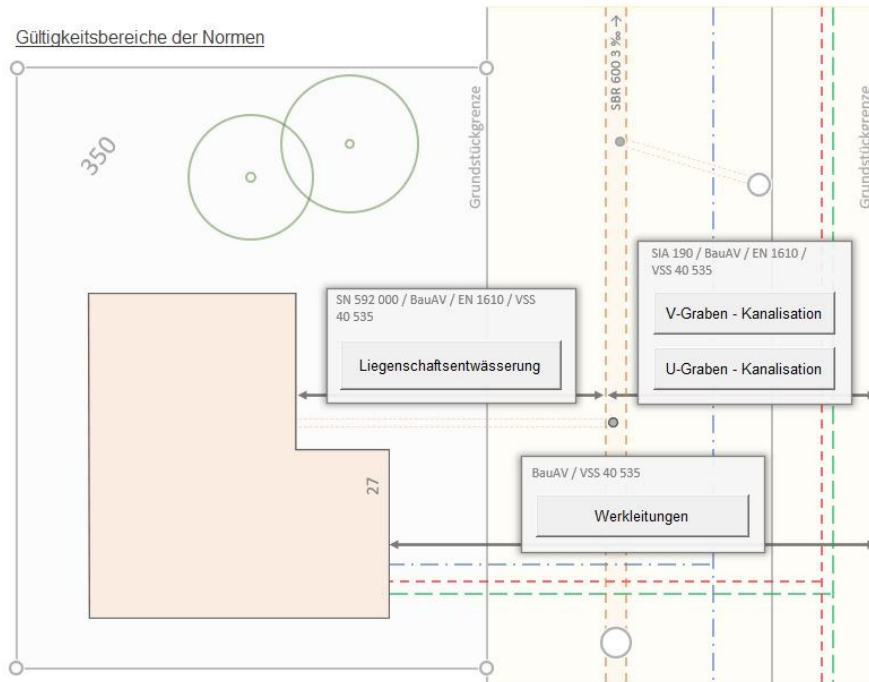 Gültigkeitsbereiche der Normen
SBR 600 3 ‰ →
350
Grundstückgrenze
Grundstückgrenze
SIA 190 / BauAV / EN 1610 /
VSS 40 535
V-Graben - Kanalisation
U-Graben - Kanalisation
SN 592 000 / BauAV / EN 1610 / VSS
40 535
Liegenschaftsentwässerung
27
BauAV / VSS 40 535
Werkleitungen